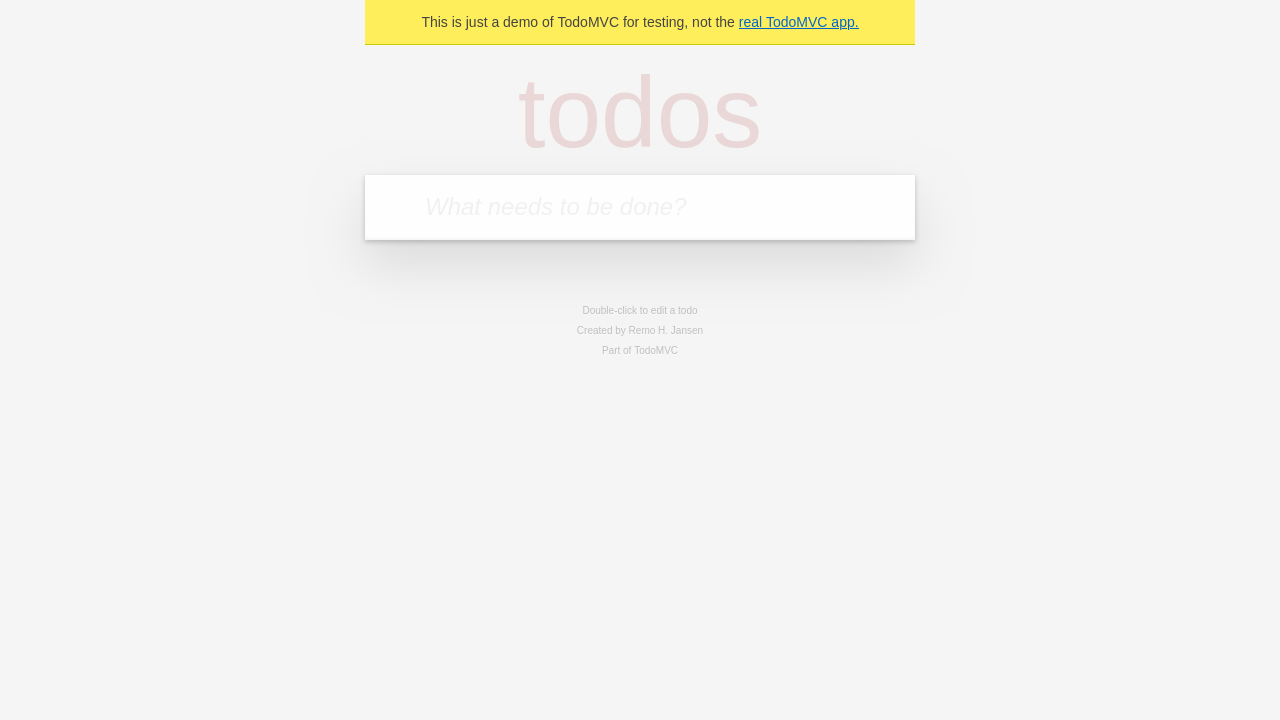 This is just a demo of TodoMVC for testing, not the real TodoMVC app.
todos
What needs to be done?
Double-click to edit a todo
Created by Remo H. Jansen
Part of TodoMVC